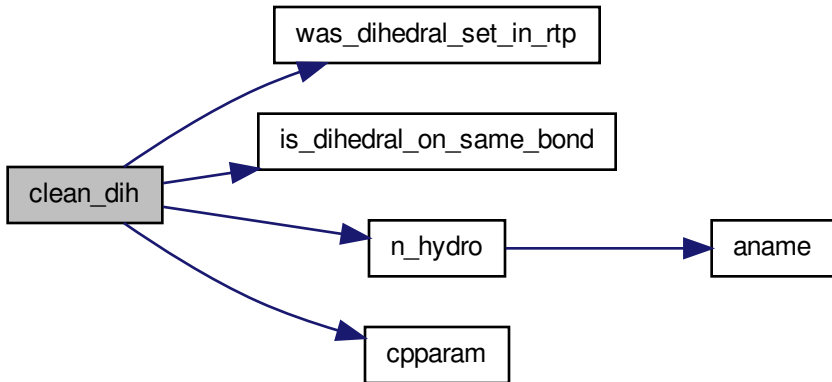 was_dihedral_set_in_rtp
is_dihedral_on_same_bond
clean_dih
n_hydro
aname
cpparam